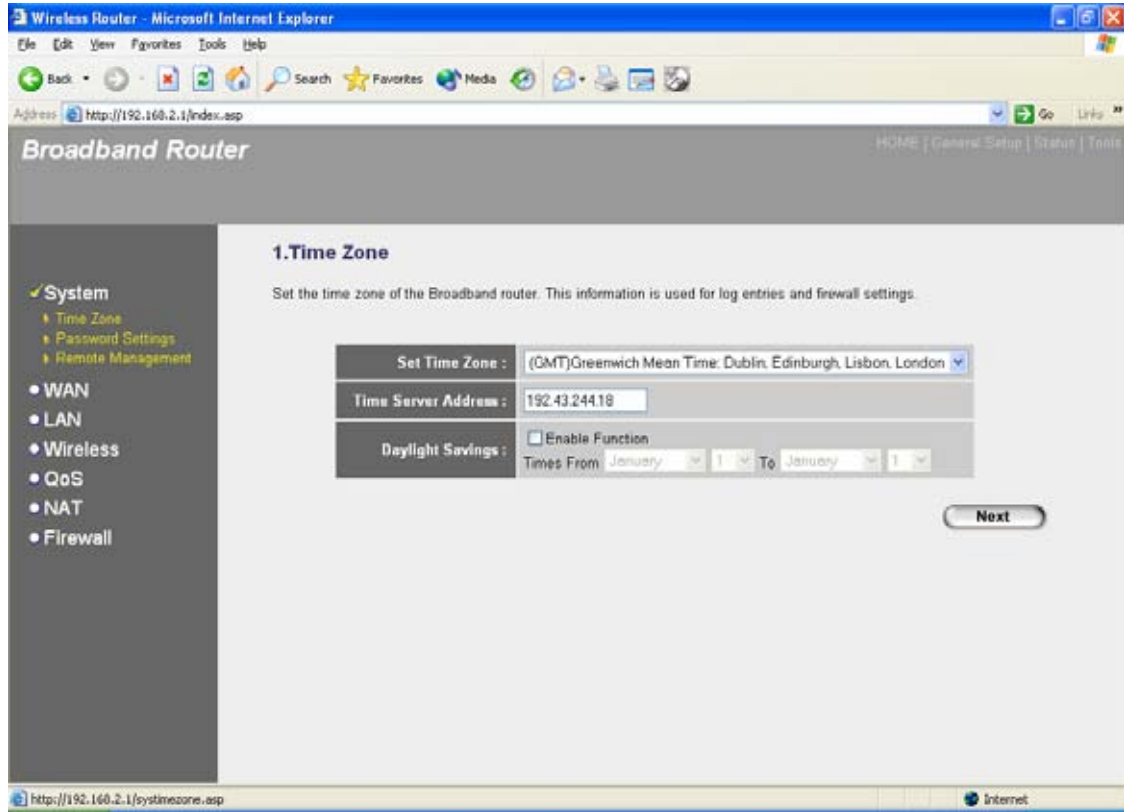 Wireless Router - Microsoft Internet Explorer
File Edit View Favorites Tools Help
Back Search Favorites Media
Address http://192.168.2.1/index.asp Go Links »
Broadband Router
HOME | General Setup | Status | Tools
System
Time Zone
Password Settings
Remote Management
WAN
LAN
Wireless
QoS
NAT
Firewall
1.Time Zone
Set the time zone of the Broadband router. This information is used for log entries and firewall settings.
Set Time Zone : (GMT)Greenwich Mean Time: Dublin, Edinburgh, Lisbon, London
Time Server Address : 192.43.244.18
Daylight Savings : Enable Function
Times From January 1 To January 1
Next
http://192.168.2.1/systimezone.asp Internet